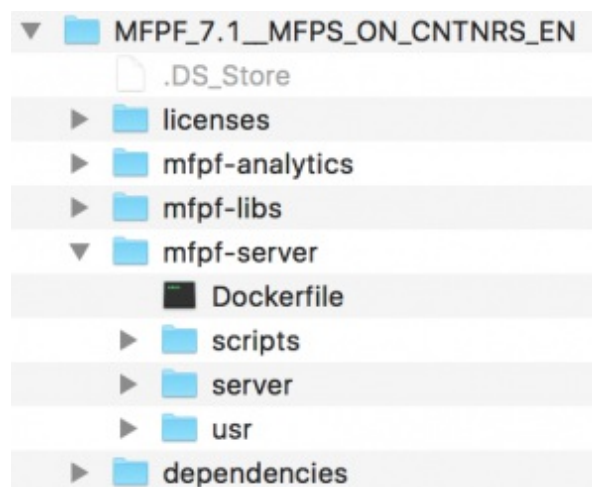 MFPF_7.1__MFPS_ON_CNTNRS_EN
.DS_Store
licenses
mfpf-analytics
mfpf-libs
mfpf-server
Dockerfile
scripts
server
usr
dependencies